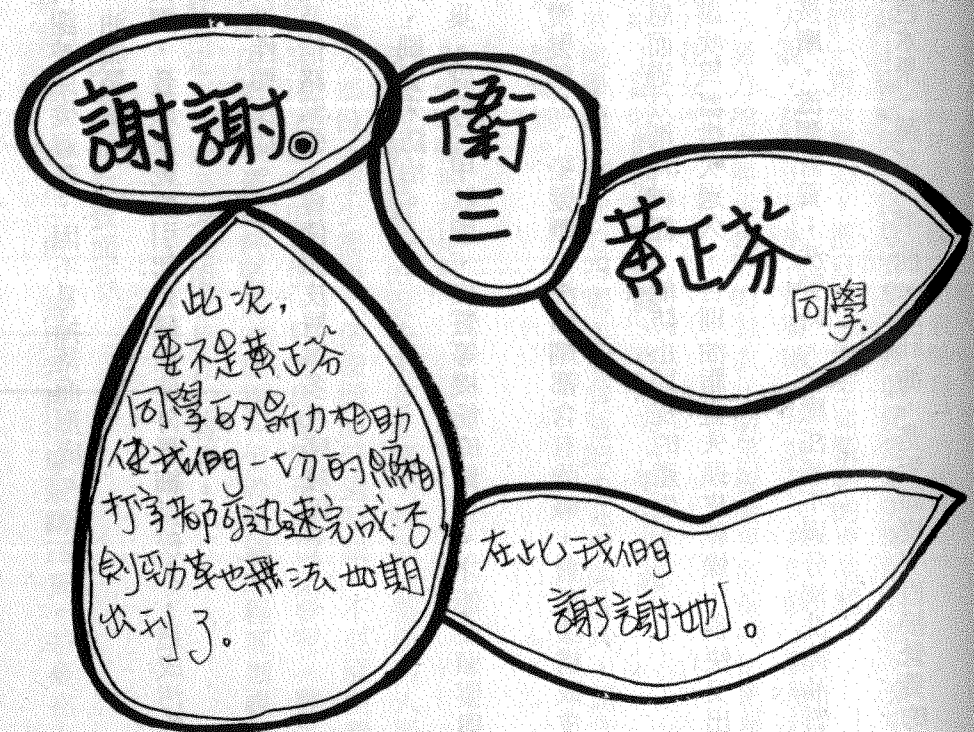 謝謝。
衛
三
黃正芬
同學
此次,
要不是黃正芬
同學的鼎力相助
使我們一切的照相
打字都可迅速完成.否
則勁草也無法如期
出刊了。
在此我們
謝謝她。